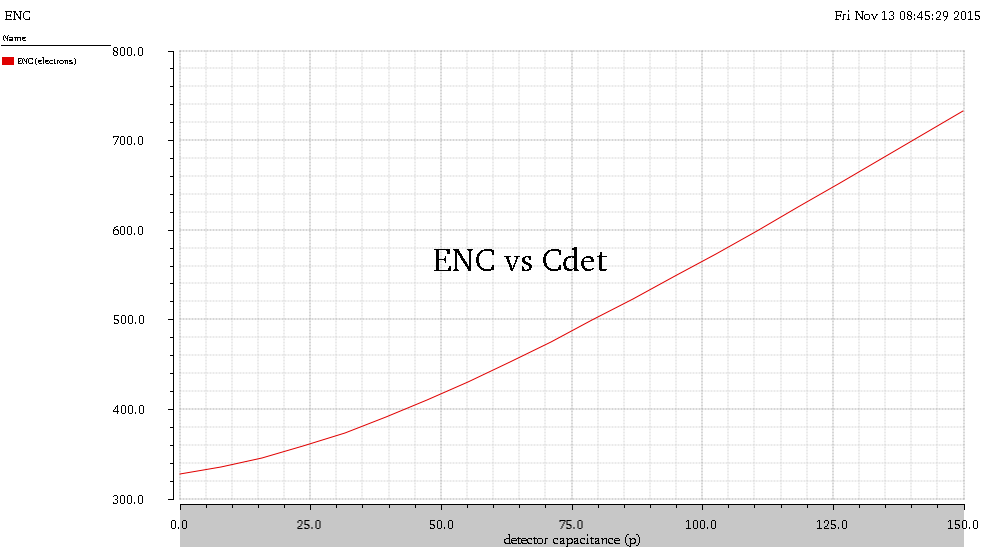 ENC
Fri Nov 13 08:45:29 2015
Name
ENC(electrons)
800.0
700.0
600.0
500.0
400.0
300.0
ENC vs Cdet
0.0 25.0 50.0 75.0 100.0 125.0 150.0
detector capacitance (p)